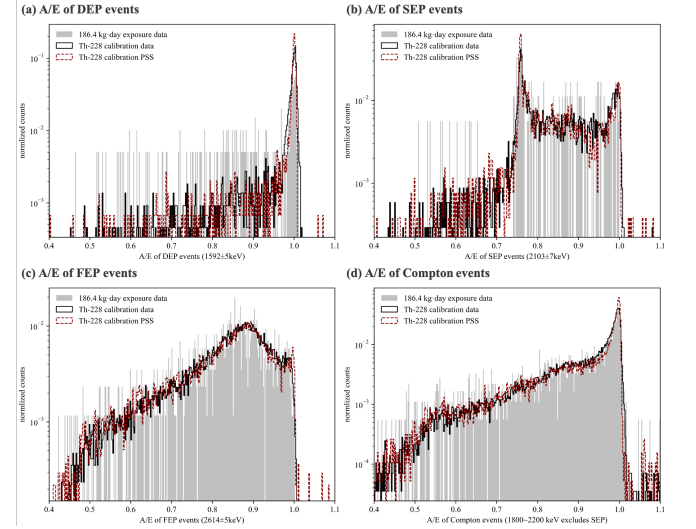 (a) A/E of DEP events
186.4 kg·day exposure data
Th-228 calibration data
Th-228 calibration PSS
normlized counts
10⁻¹
10⁻²
10⁻³
0.4 0.5 0.6 0.7 0.8 0.9 1.0 1.1
A/E of DEP events (1592±5keV)
(b) A/E of SEP events
186.4 kg·day exposure data
Th-228 calibration data
Th-228 calibration PSS
normlized counts
10⁻¹
10⁻²
10⁻³
0.4 0.5 0.6 0.7 0.8 0.9 1.0 1.1
A/E of SEP events (2103±7keV)
(c) A/E of FEP events
186.4 kg·day exposure data
Th-228 calibration data
Th-228 calibration PSS
normlized counts
10⁻²
10⁻³
0.4 0.5 0.6 0.7 0.8 0.9 1.0 1.1
A/E of FEP events (2614±5keV)
(d) A/E of Compton events
186.4 kg·day exposure data
Th-228 calibration data
Th-228 calibration PSS
normlized counts
10⁻²
10⁻³
10⁻⁴
0.4 0.5 0.6 0.7 0.8 0.9 1.0 1.1
A/E of Compton events (1800−2200 keV excludes SEP)